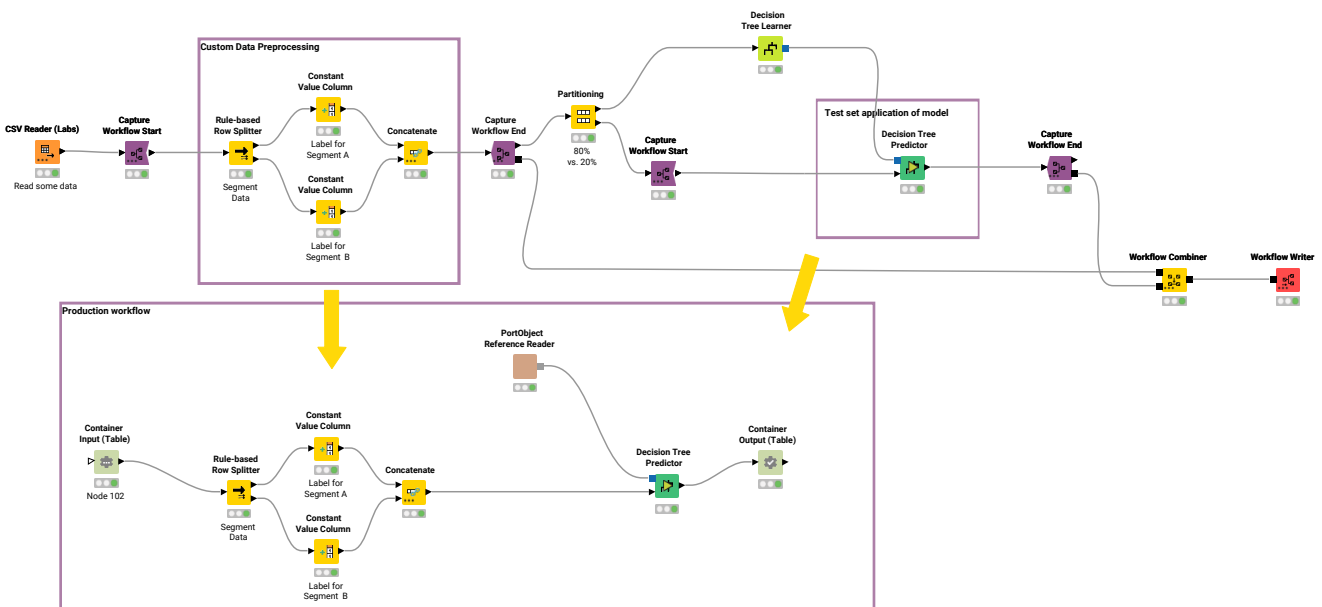 Decision
Tree Learner
Custom Data Preprocessing
Constant
Value Column
Label for
Segment A
Partitioning
80%
vs. 20%
Test set application of model
CSV Reader (Labs)
Read some data
Capture
Workflow Start
Rule-based
Row Splitter
Segment
Data
Concatenate
Capture
Workflow End
Capture
Workflow Start
Decision Tree
Predictor
Capture
Workflow End
Constant
Value Column
Label for
Segment B
Workflow Combiner
Workflow Writer
Production workflow
PortObject
Reference Reader
Container
Input (Table)
Node 102
Rule-based
Row Splitter
Segment
Data
Constant
Value Column
Label for
Segment A
Concatenate
Decision Tree
Predictor
Container
Output (Table)
Constant
Value Column
Label for
Segment B